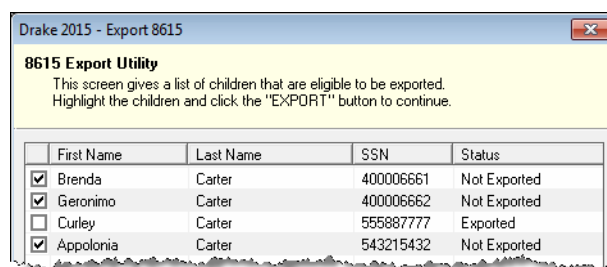 Drake 2015 - Export 8615
8615 Export Utility
This screen gives a list of children that are eligible to be exported.
Highlight the children and click the "EXPORT" button to continue.
First Name Last Name SSN Status
Brenda Carter 400006661 Not Exported
Geronimo Carter 400006662 Not Exported
Curley Carter 555887777 Exported
Appolonia Carter 543215432 Not Exported